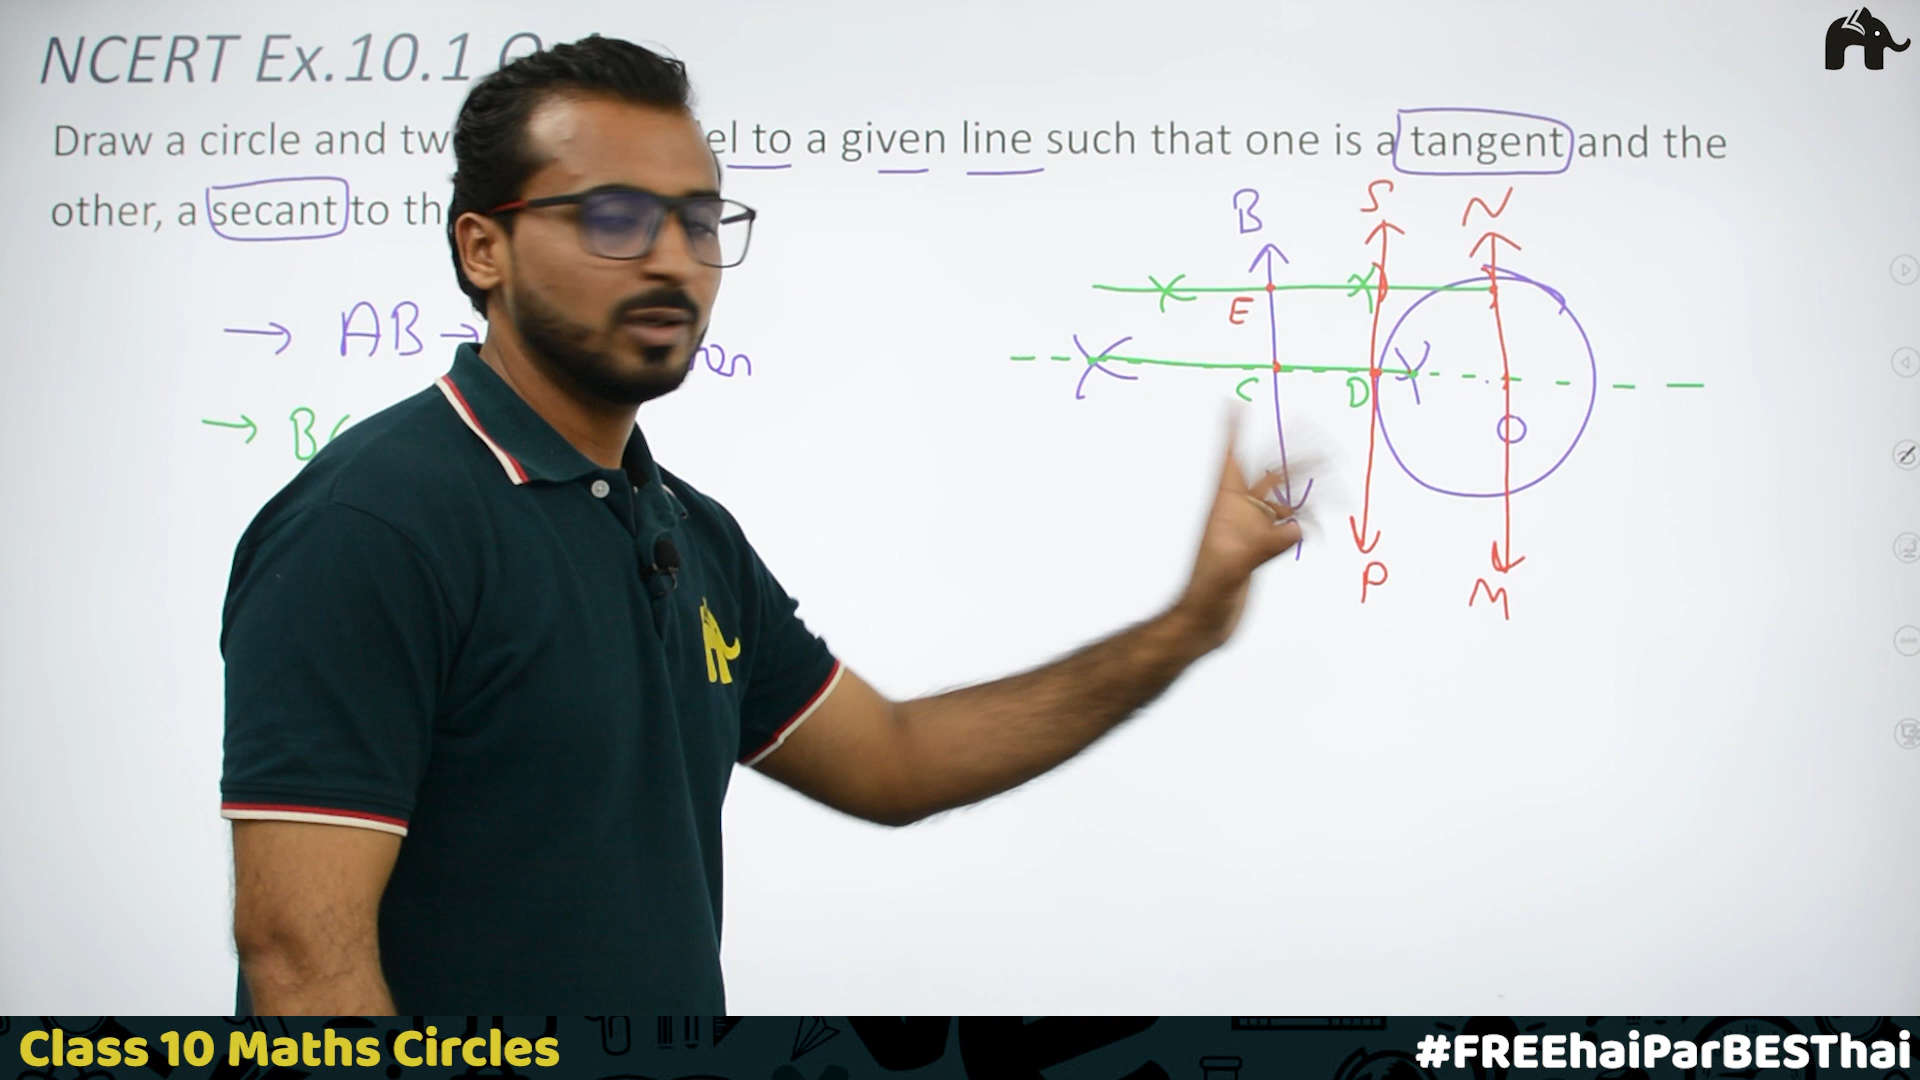 NCERT Ex.10.1
Draw a circle and tw el to a given line such that one is a tangent and the
other, a secant to th
B S N
→ AB →
E
C D
→ B
O
P M
Class 10 Maths Circles #FREEhaiParBESThai